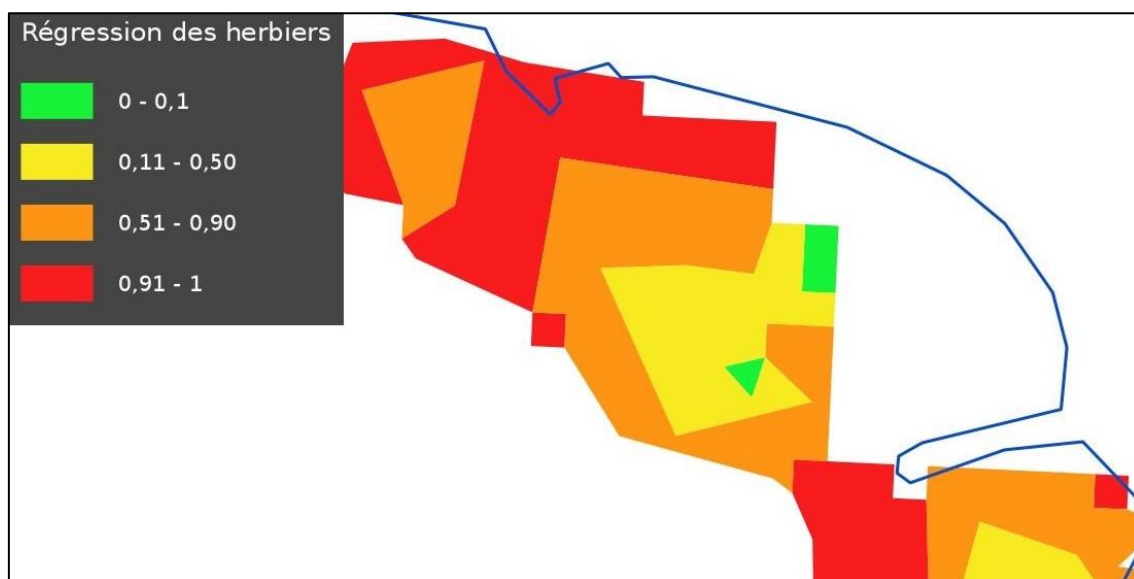 Régression des herbiers
0 - 0,1
0,11 - 0,50
0,51 - 0,90
0,91 - 1